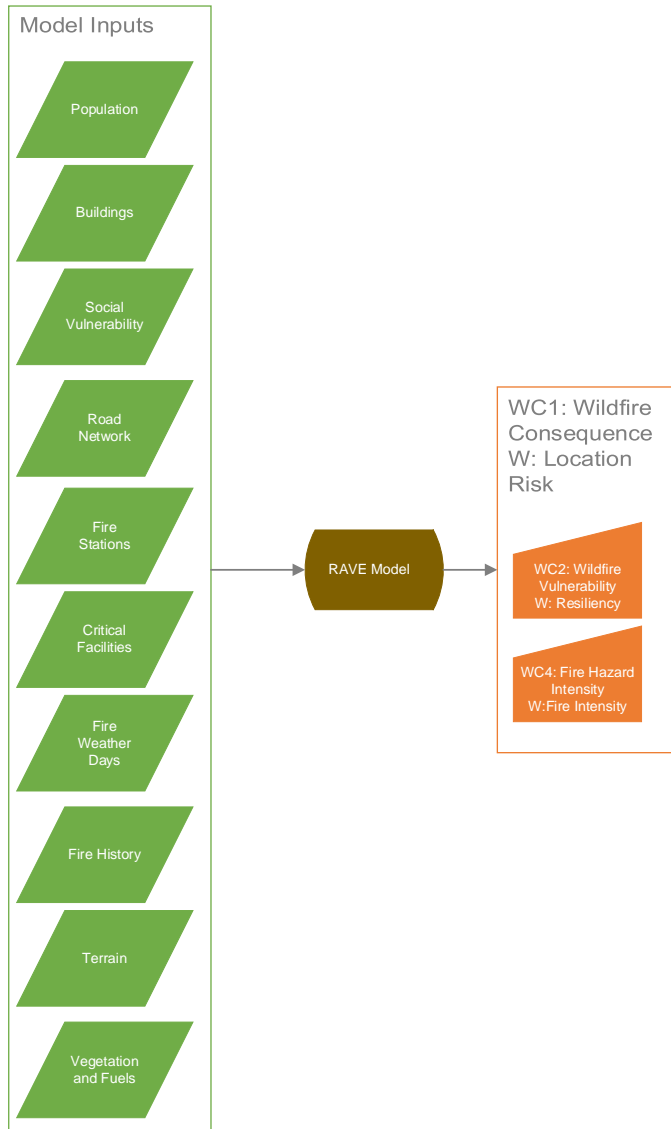 Model Inputs
Population
Buildings
Social
Vulnerability
Road
Network
Fire
Stations
Critical
Facilities
Fire
Weather
Days
Fire History
Terrain
Vegetation
and Fuels
RAVE Model
WC1: Wildfire
Consequence
W: Location
Risk
WC2: Wildfire
Vulnerability
W: Resiliency
WC4: Fire Hazard
Intensity
W:Fire Intensity